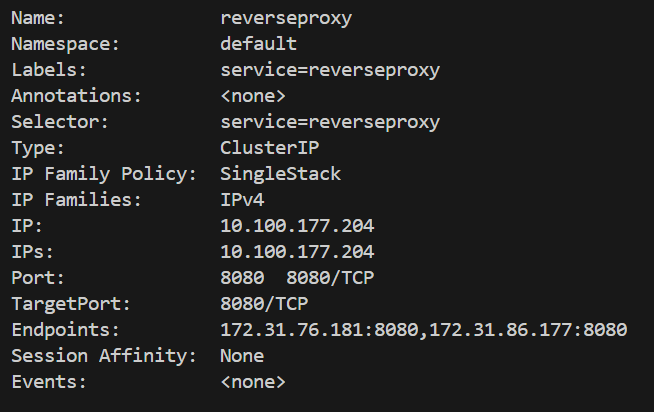 Name:              reverseproxy
Namespace:         default
Labels:            service=reverseproxy
Annotations:       <none>
Selector:          service=reverseproxy
Type:              ClusterIP
IP Family Policy:  SingleStack
IP Families:       IPv4
IP:                10.100.177.204
IPs:               10.100.177.204
Port:              8080  8080/TCP
TargetPort:        8080/TCP
Endpoints:         172.31.76.181:8080,172.31.86.177:8080
Session Affinity:  None
Events:            <none>